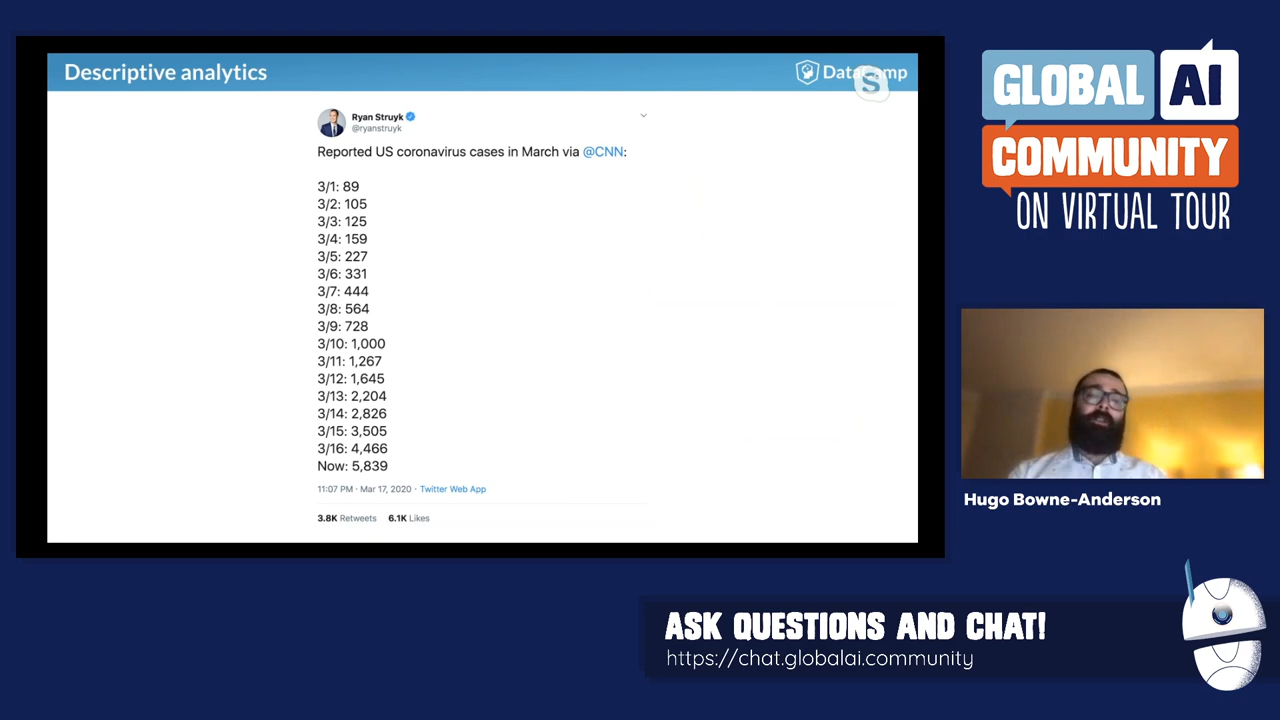 Descriptive analytics
DataCamp
S
Ryan Struyk
@ryanstruyk
Reported US coronavirus cases in March via @CNN:
3/1: 89
3/2: 105
3/3: 125
3/4: 159
3/5: 227
3/6: 331
3/7: 444
3/8: 564
3/9: 728
3/10: 1,000
3/11: 1,267
3/12: 1,645
3/13: 2,204
3/14: 2,826
3/15: 3,505
3/16: 4,466
Now: 5,839
11:07 PM · Mar 17, 2020 · Twitter Web App
3.8K Retweets 6.1K Likes
GLOBAL AI
COMMUNITY
ON VIRTUAL TOUR
Hugo Bowne-Anderson
ASK QUESTIONS AND CHAT!
https://chat.globalai.community